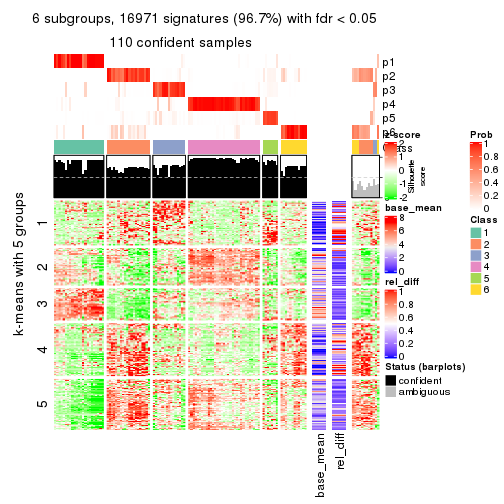 6 subgroups, 16971 signatures (96.7%) with fdr < 0.05
110 confident samples
p1
p2
p3
p4
p5
p6
z-score
2
1
0
-1
-2
Class
Silhouette
score
Prob
1
0.8
0.6
0.4
0.2
0
k-means with 5 groups
1
2
3
4
5
base_mean
8
6
4
2
0
Class
1
2
3
4
5
6
rel_diff
1
0.8
0.6
0.4
0.2
0
Status (barplots)
confident
ambiguous
base_mean
rel_diff